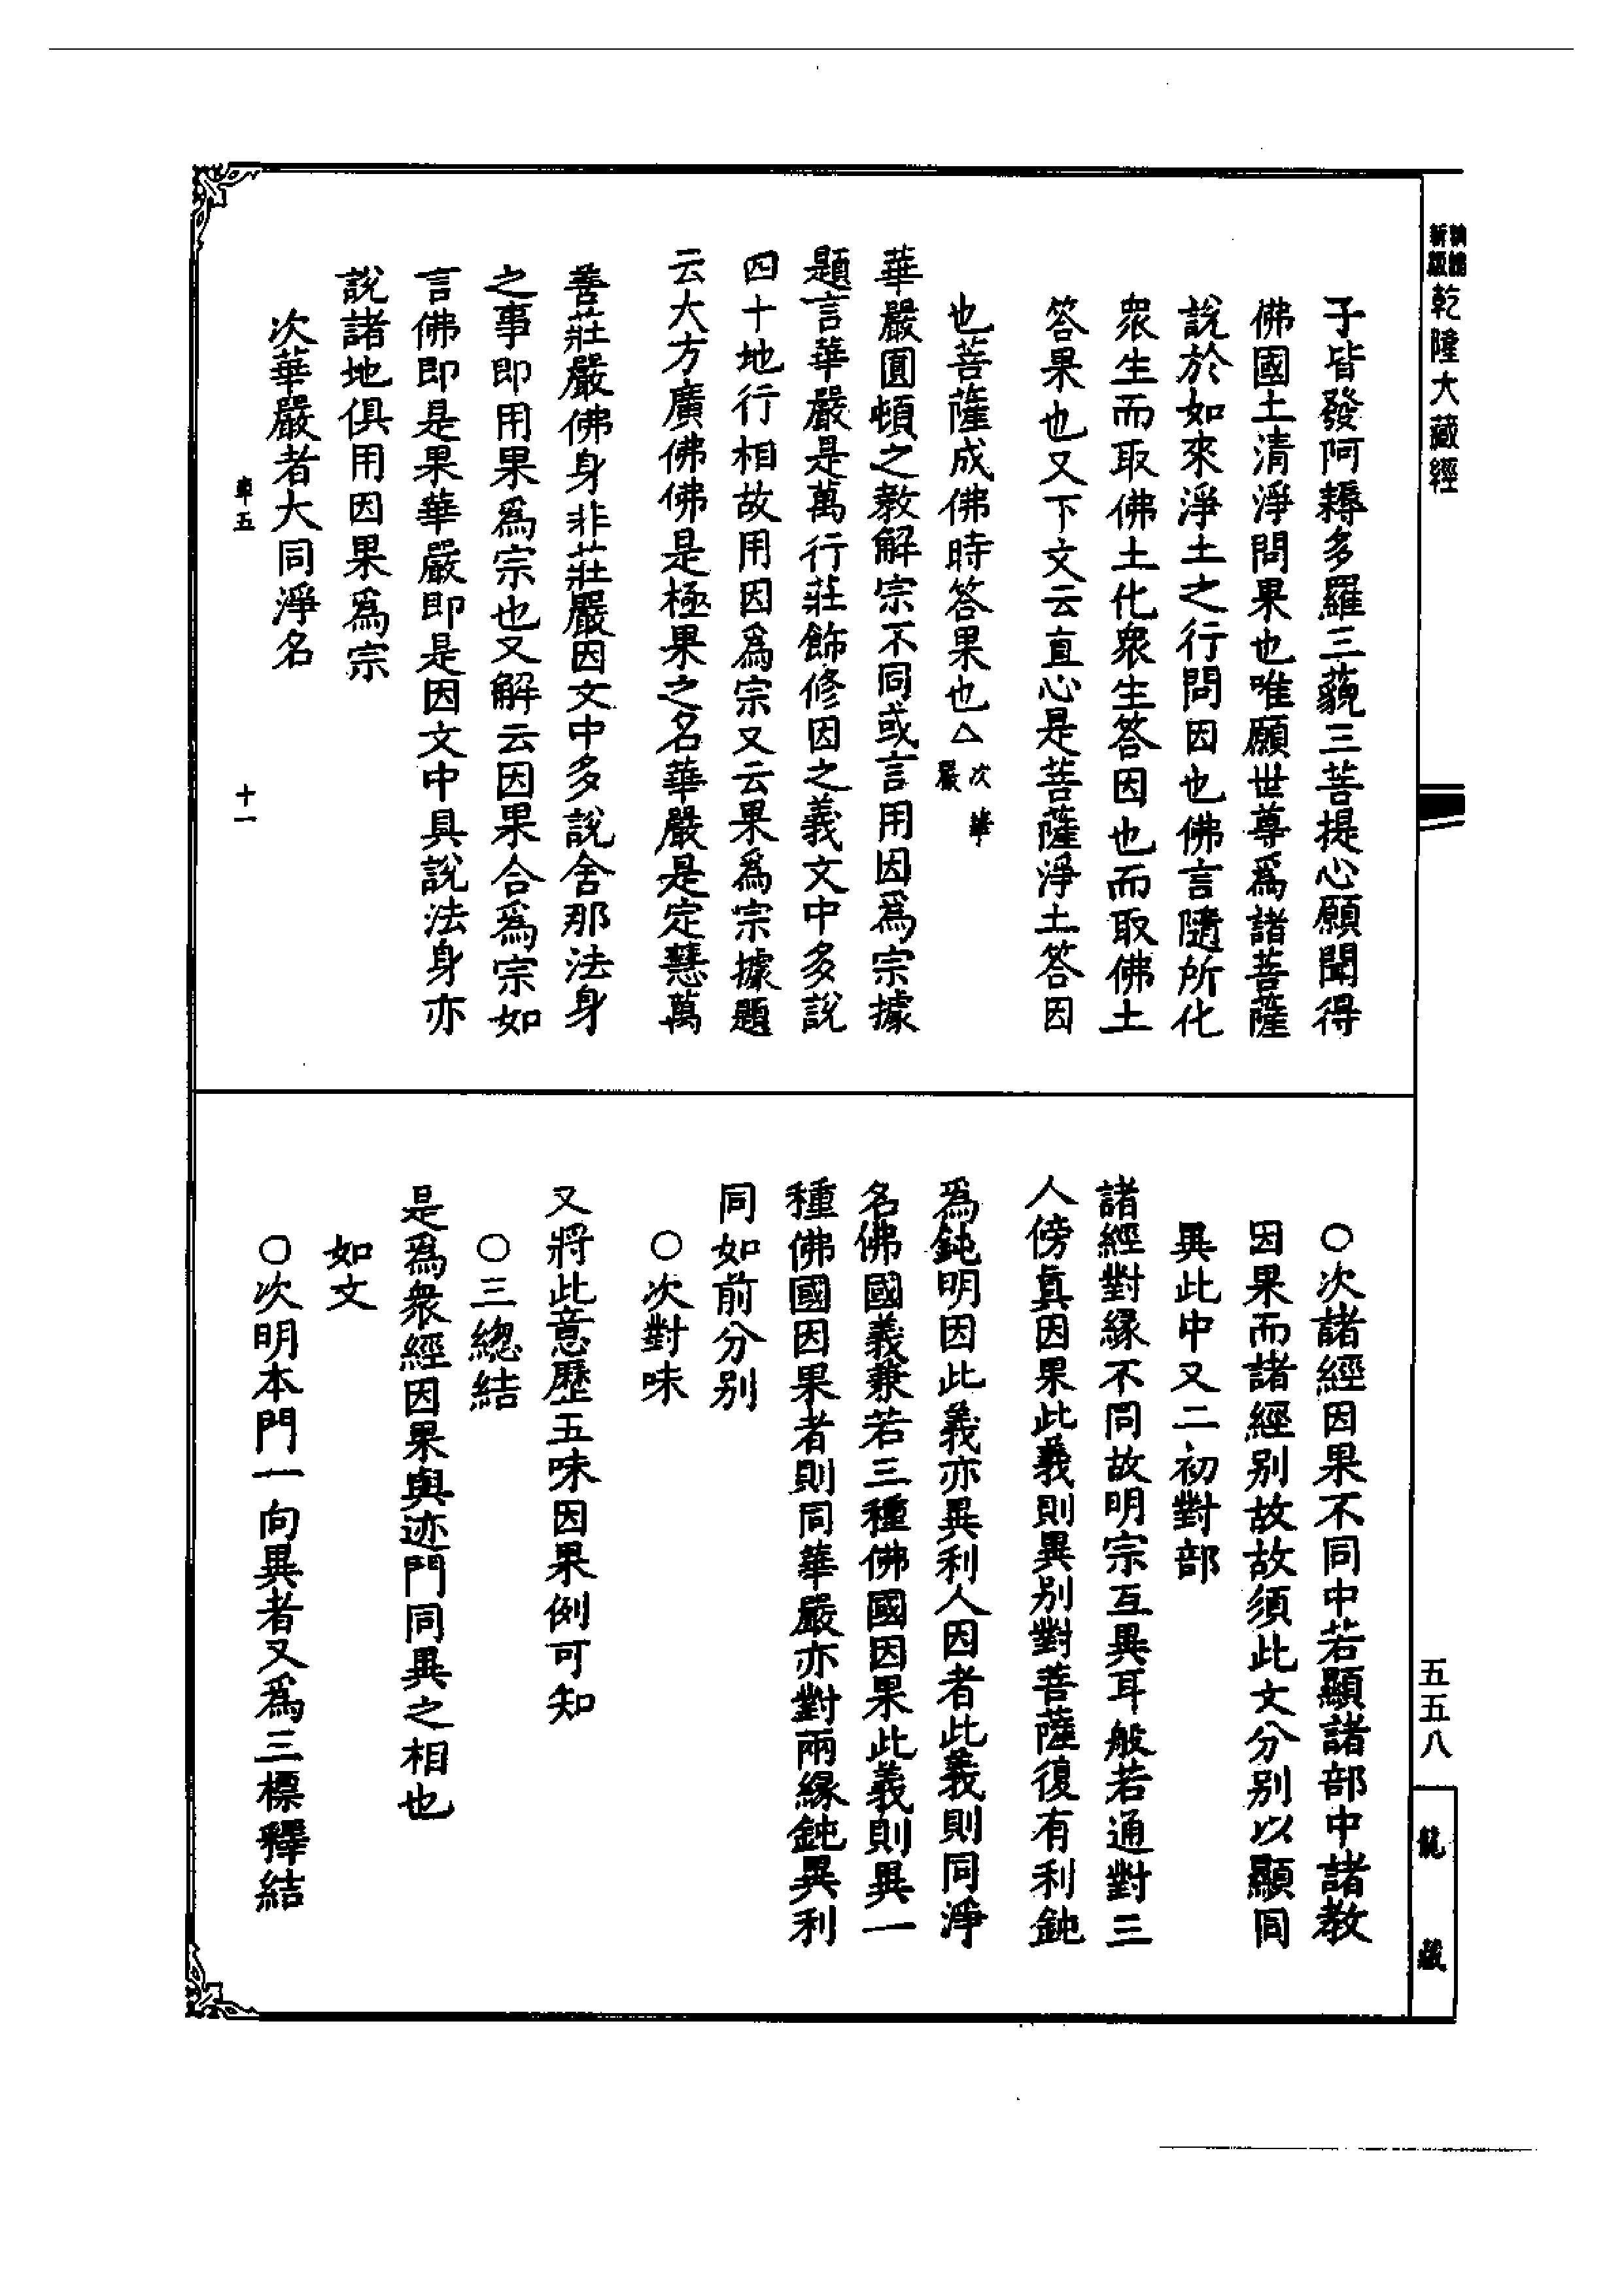 新版
乾隆大藏經
子皆發阿耨多羅三藐三菩提心願聞得
佛國土清淨問果也唯願世尊爲諸菩薩
說於如來淨土之行問因也佛言隨所化
衆生而取佛土化衆生答因也而取佛土
答果也又下文云直心是菩薩淨土答因
也菩薩成佛時答果也△次華嚴
華嚴圓頓之教解宗不同或言用因爲宗據
題言華嚴是萬行莊飾修因之義文中多說
四十地行相故用因爲宗又云果爲宗據題
云大方廣佛佛是極果之名華嚴是定慧萬
善莊嚴佛身非莊嚴因文中多說舍那法身
之事即用果爲宗也又解云因果合爲宗如
言佛即是果華嚴即是因文中具說法身亦
說諸地俱用因果爲宗
次華嚴者大同淨名
十一
○次諸經因果不同中若顯諸部中諸教
因果而諸經别故故須此文分别以顯同
異此中又二初對部
諸經對緣不同故明宗互異耳般若通對三
人傍真因果此義則異别對菩薩復有利鈍
爲鈍明因此義亦異利人因者此義則同淨
名佛國義兼若三種佛國因果此義則異一
種佛國因果者則同華嚴亦對兩緣鈍異利
同如前分别
○次對味
又將此意歷五味因果例可知
○三總結
是爲衆經因果與迹門同異之相也
如文
○次明本門一向異者又爲三標釋結
五五八
龍藏